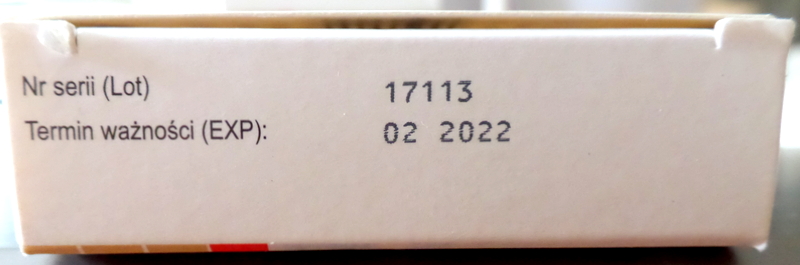 Nr serii (Lot) 17113
Termin ważności (EXP): 02 2022